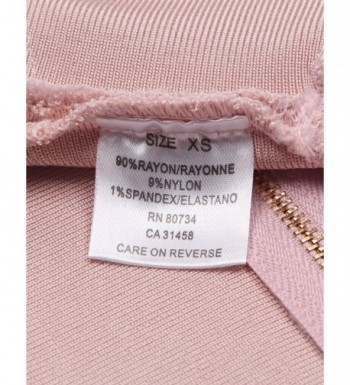 SIZE XS
90%RAYON/RAYONNE
9%NYLON
1%SPANDEX/ELASTANO
RN 80734
CA 31458
CARE ON REVERSE